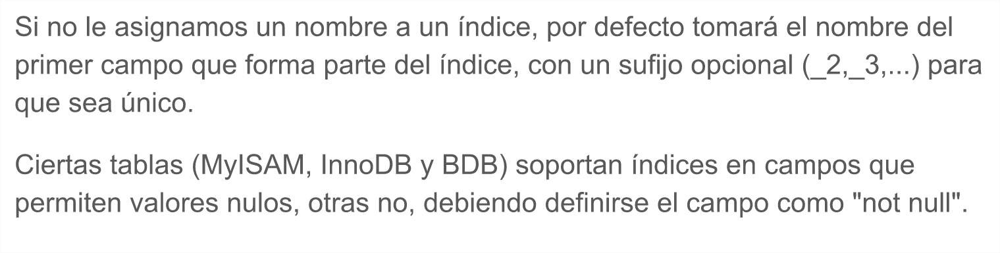 Si no le asignamos un nombre a un índice, por defecto tomará el nombre del
primer campo que forma parte del índice, con un sufijo opcional (_2,_3,...) para
que sea único.
Ciertas tablas (MyISAM, InnoDB y BDB) soportan índices en campos que
permiten valores nulos, otras no, debiendo definirse el campo como "not null".